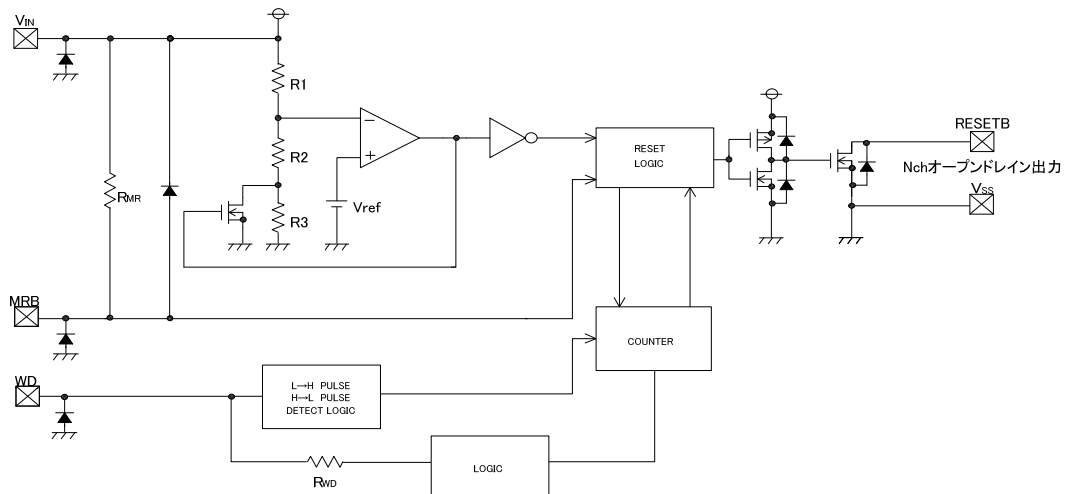 VIN
R1
R2
R3
RMR
Vref
−
+
RESET
LOGIC
RESETB
Nchオープンドレイン出力
VSS
MRB
COUNTER
WD
L→H PULSE
H→L PULSE
DETECT LOGIC
RWD
LOGIC